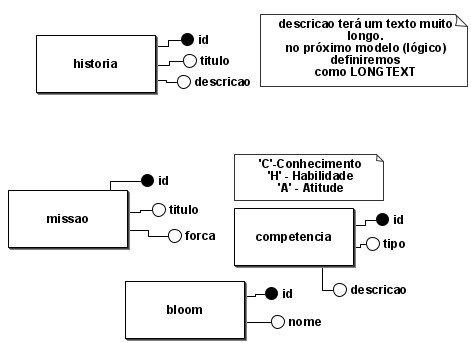 historia
id
titulo
descricao
descricao terá um texto muito
longo.
no próximo modelo (lógico)
definiremos
como LONGTEXT
missao
id
titulo
forca
'C'-Conhecimento
'H' - Habilidade
'A' - Atitude
competencia
id
tipo
descricao
bloom
id
nome